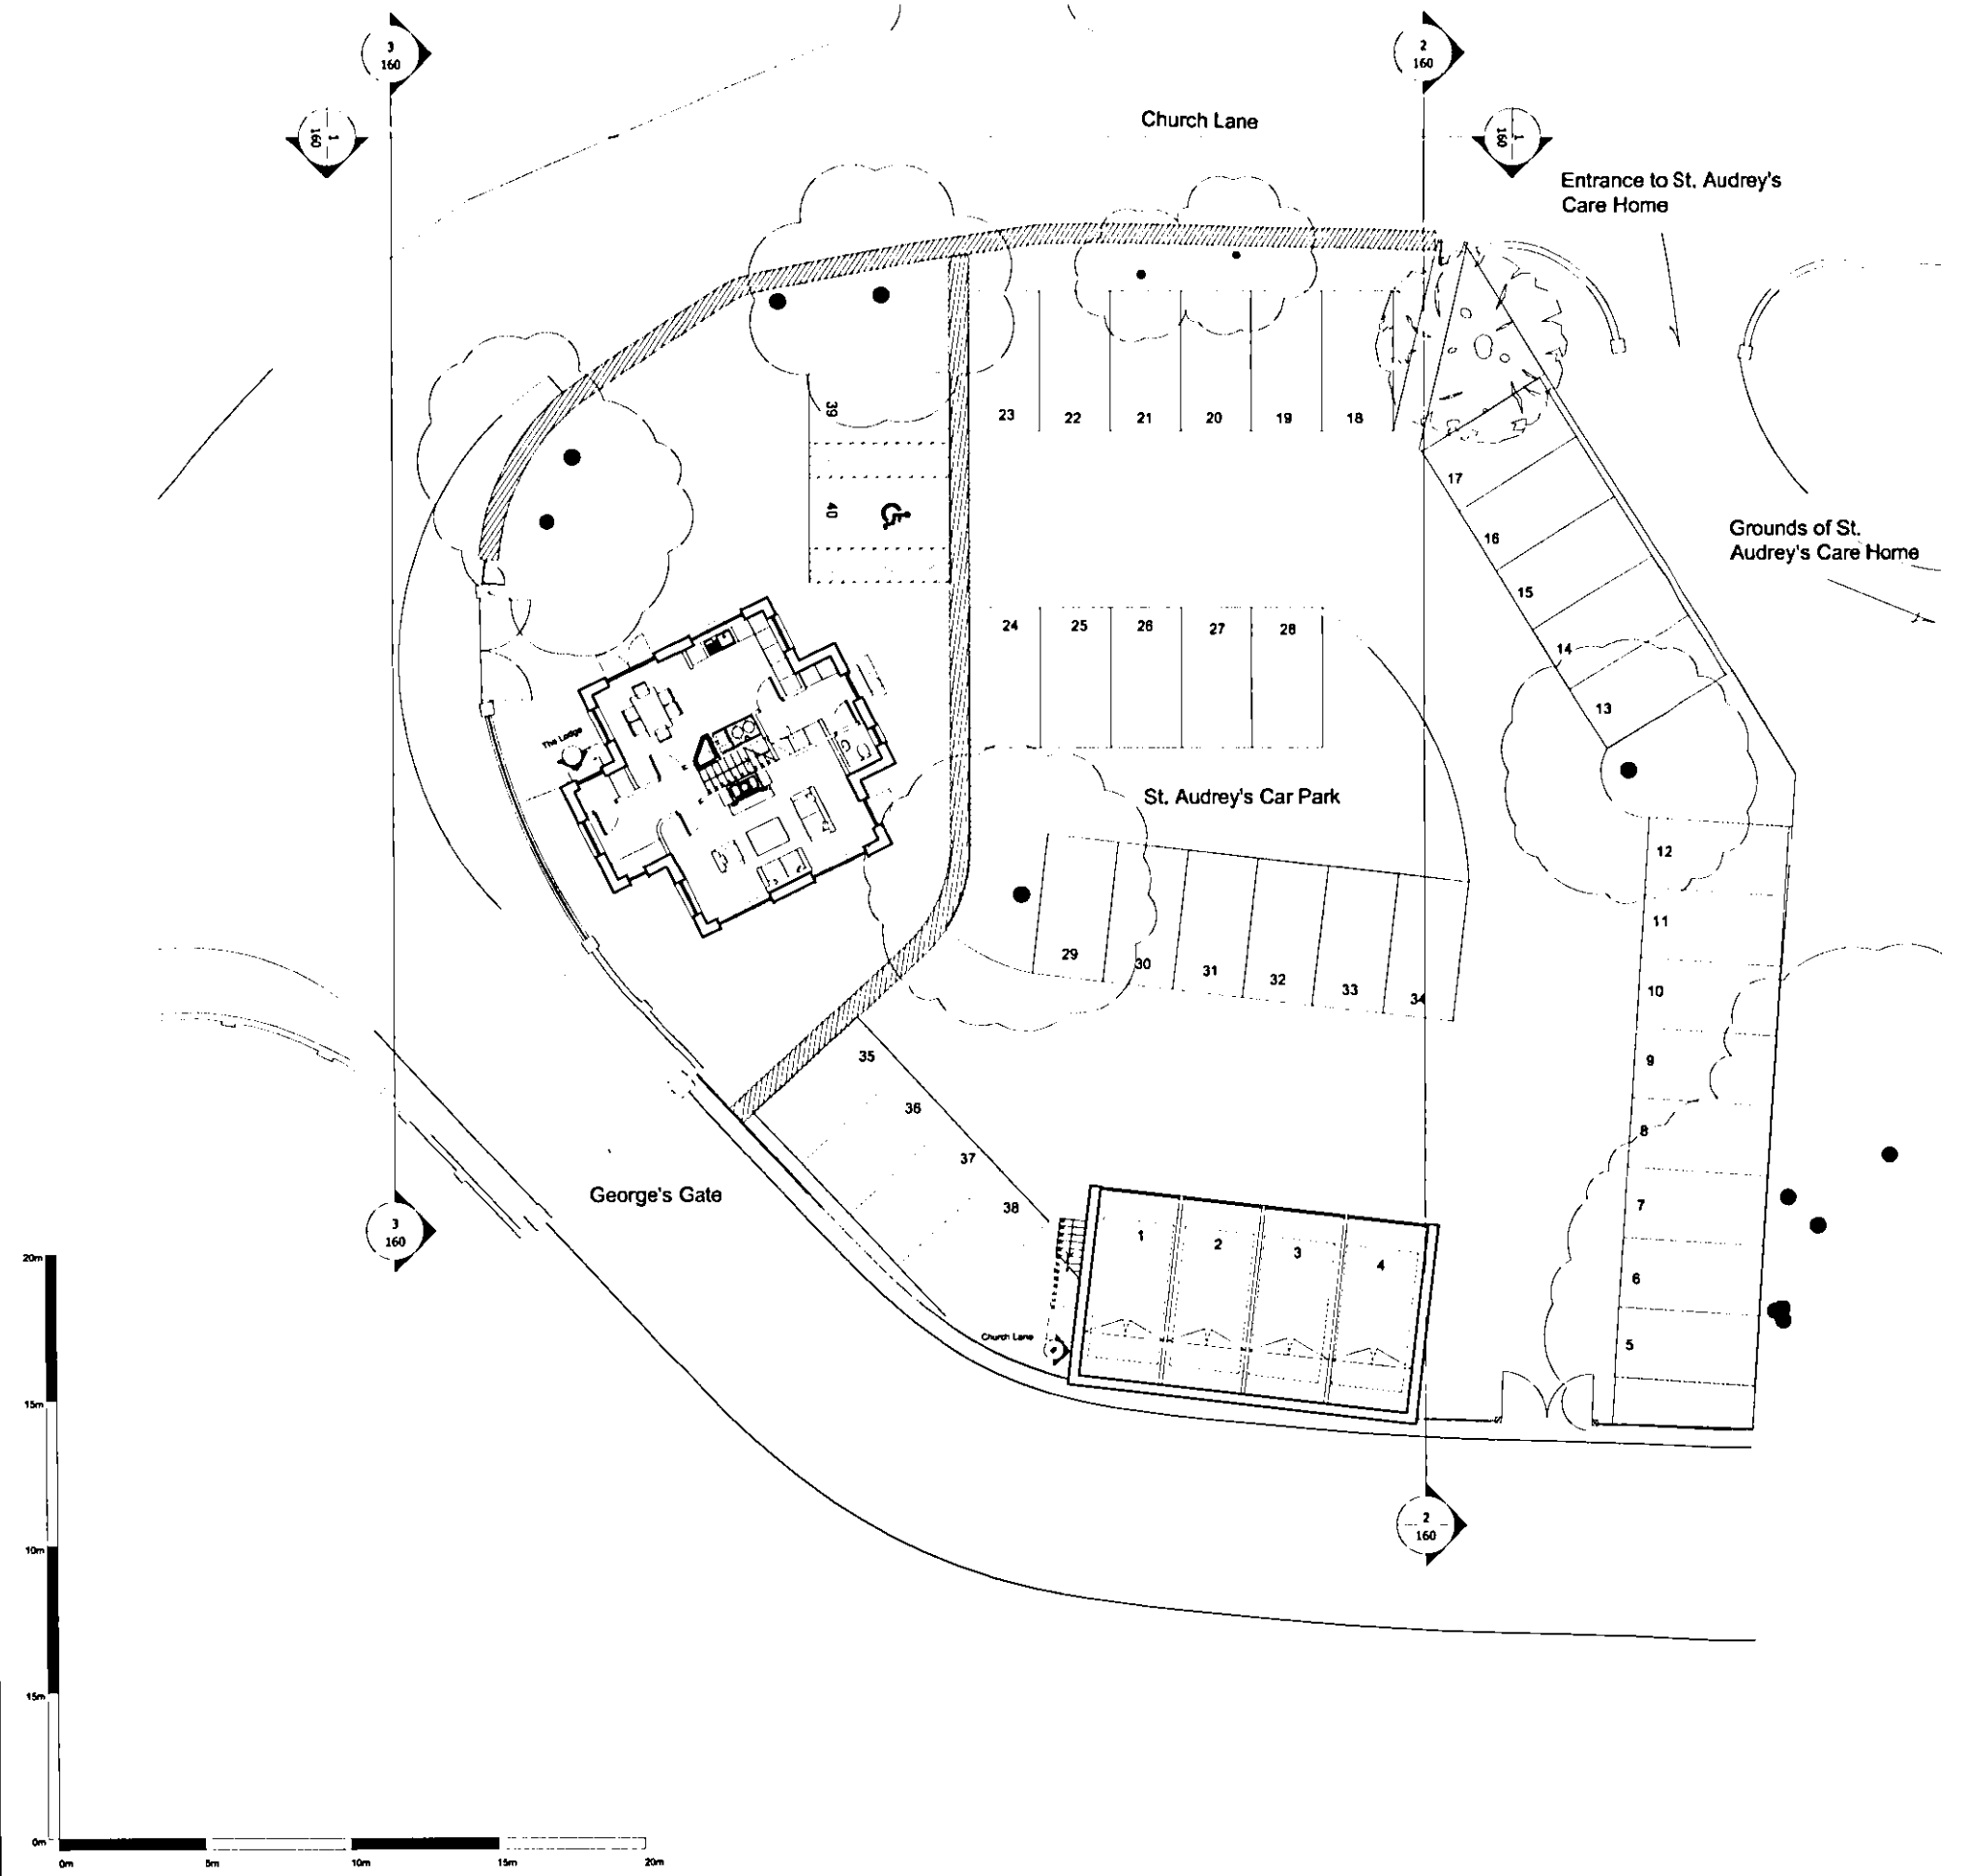 3
160
2
160
1
160
1
160
Church Lane
Entrance to St. Audrey's
Care Home
Grounds of St.
Audrey's Care Home
39
40
23
22
21
20
19
18
17
16
15
14
13
24
25
26
27
28
The Lodge
St. Audrey's Car Park
12
11
10
9
8
7
6
5
29
30
31
32
33
34
35
36
37
38
George's Gate
1
2
3
4
Church Lane
3
160
2
160
20m
15m
10m
15m
0m
0m
5m
10m
15m
20m